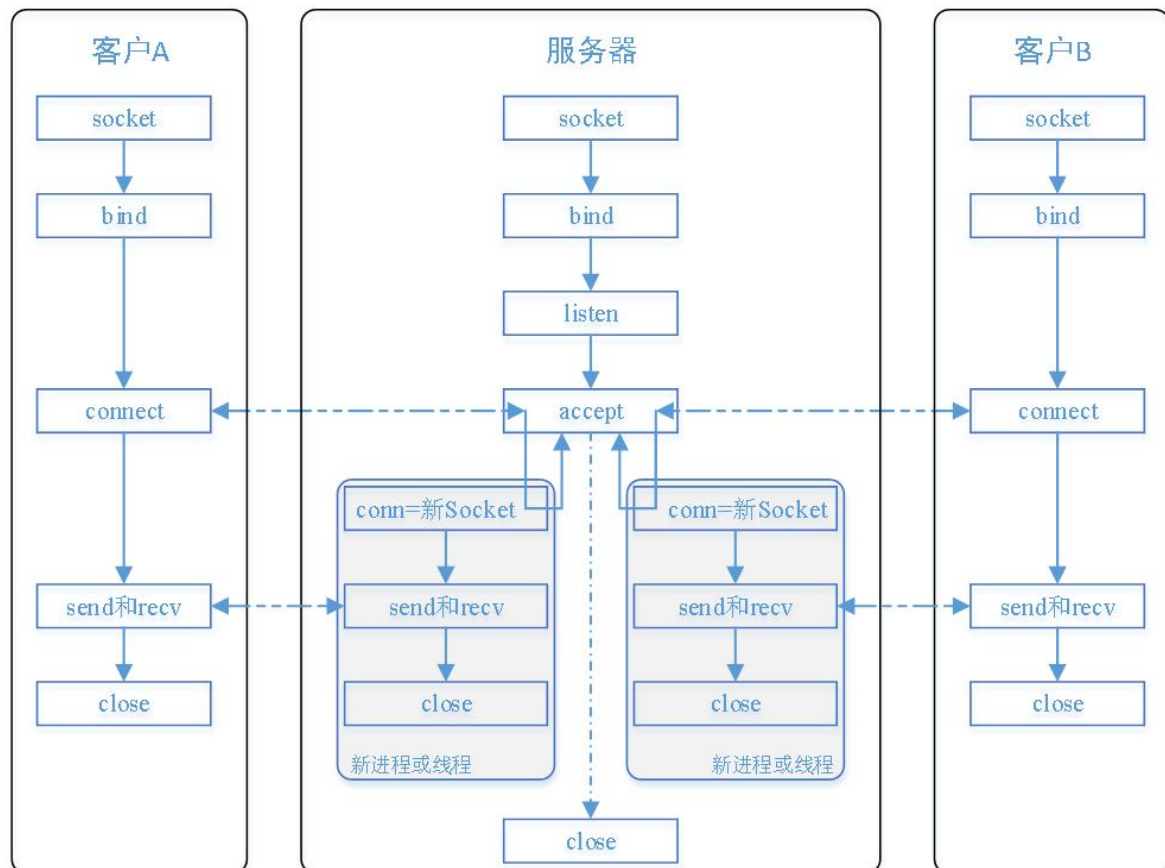 客户A
socket
bind
connect
send和recv
close
服务器
socket
bind
listen
accept
conn=新Socket
send和recv
close
新进程或线程
conn=新Socket
send和recv
close
新进程或线程
close
客户B
socket
bind
connect
send和recv
close